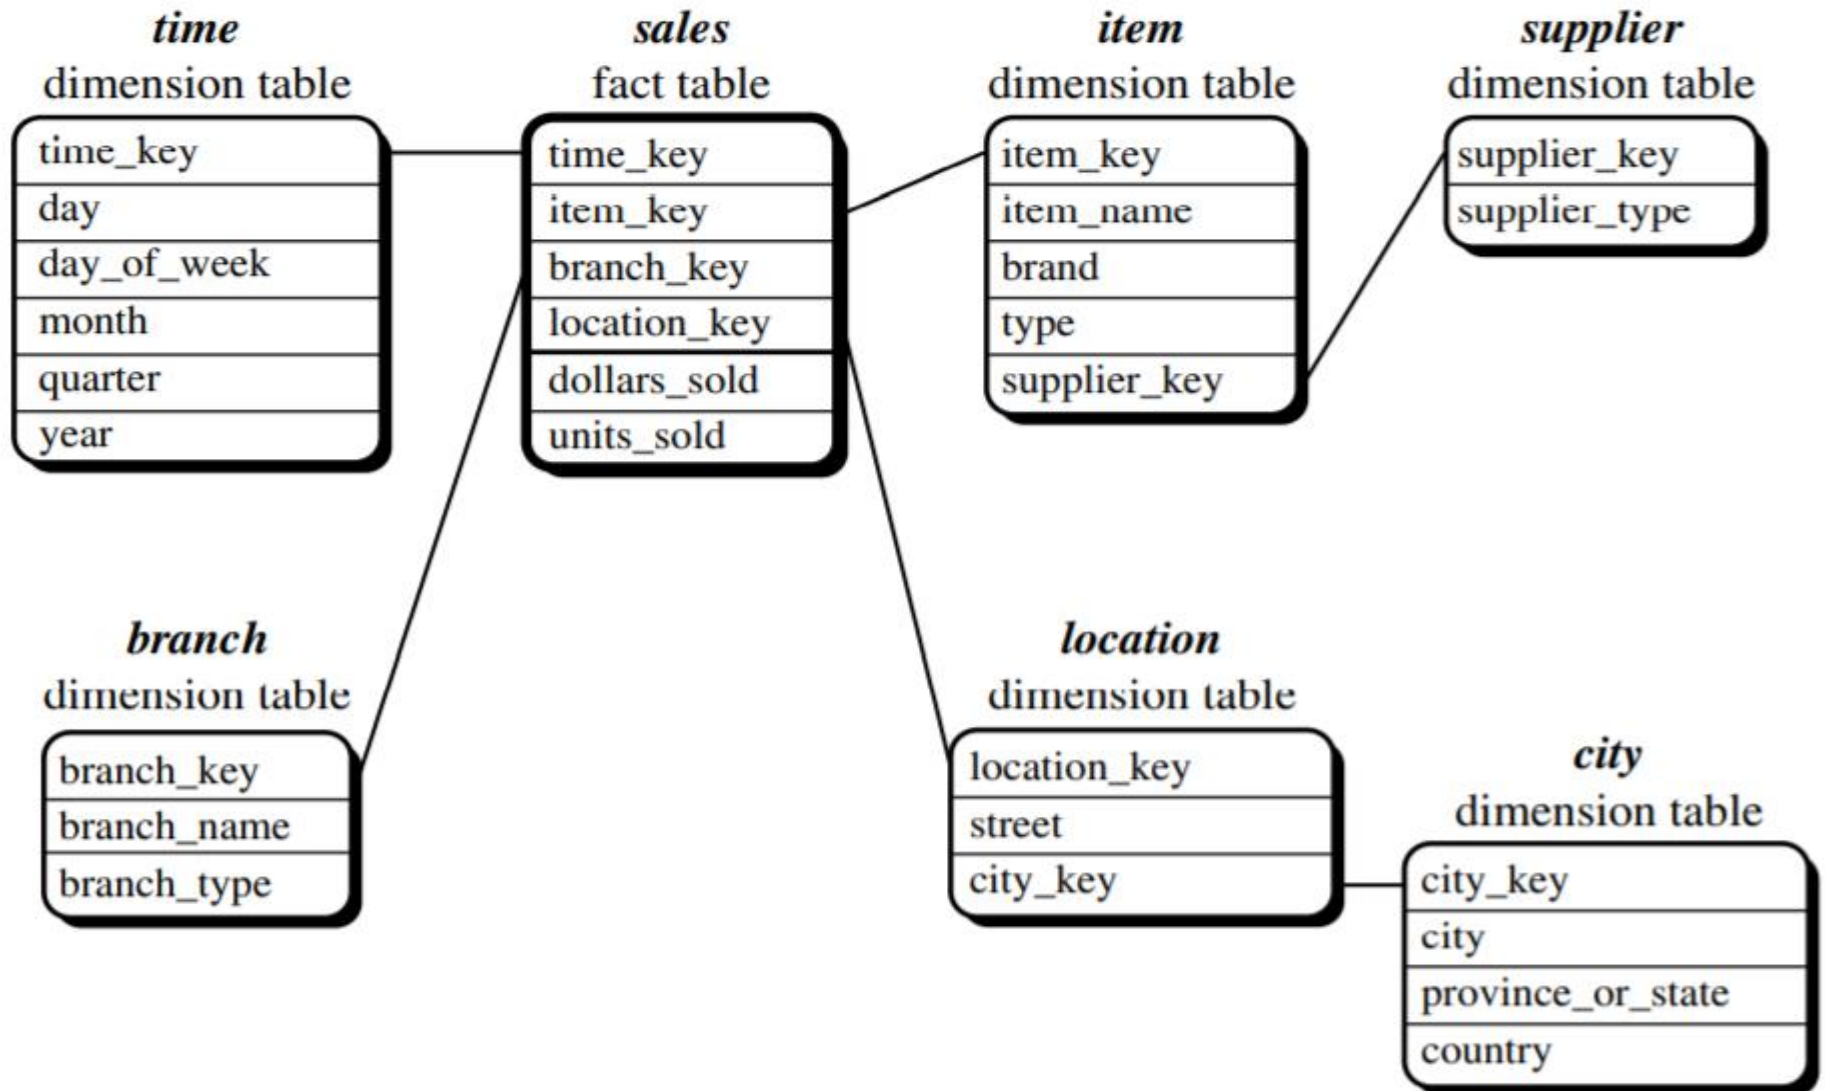 time
dimension table
time_key
day
day_of_week
month
quarter
year
sales
fact table
time_key
item_key
branch_key
location_key
dollars_sold
units_sold
item
dimension table
item_key
item_name
brand
type
supplier_key
supplier
dimension table
supplier_key
supplier_type
branch
dimension table
branch_key
branch_name
branch_type
location
dimension table
location_key
street
city_key
city
dimension table
city_key
city
province_or_state
country